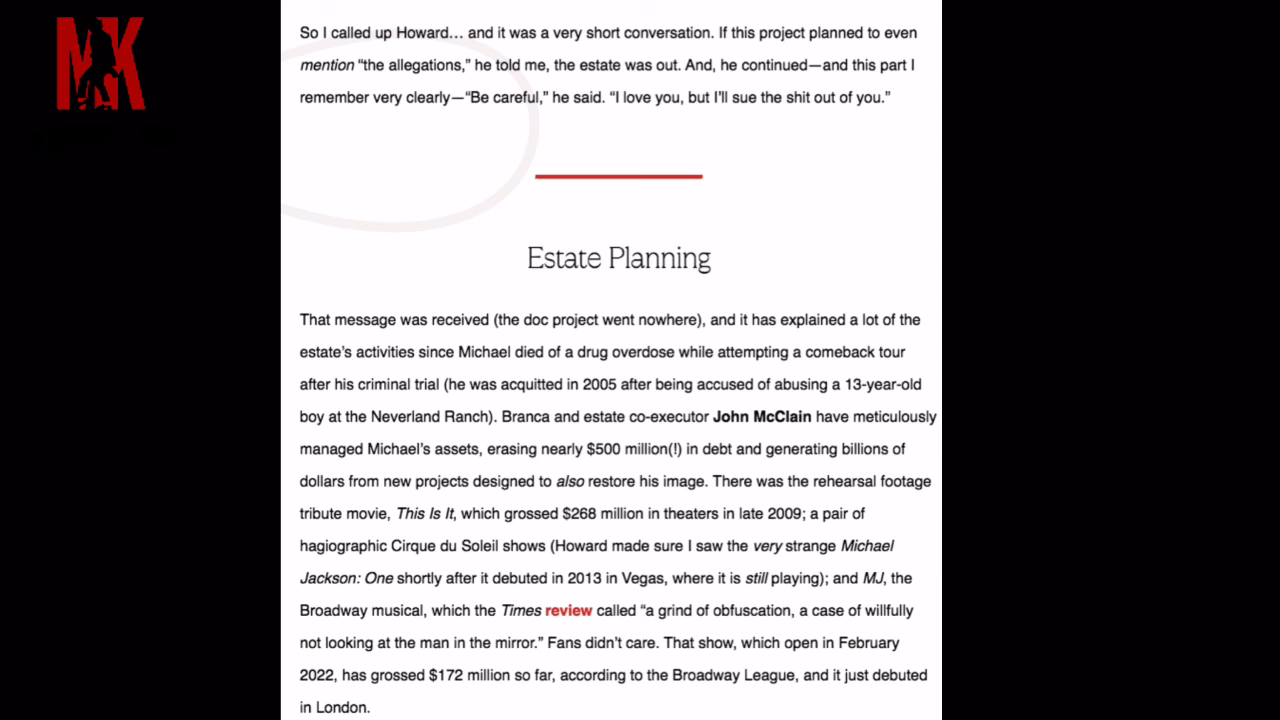 MK
So I called up Howard… and it was a very short conversation. If this project planned to even
mention “the allegations,” he told me, the estate was out. And, he continued—and this part I
remember very clearly—“Be careful,” he said. “I love you, but I’ll sue the shit out of you.”
Estate Planning
That message was received (the doc project went nowhere), and it has explained a lot of the
estate’s activities since Michael died of a drug overdose while attempting a comeback tour
after his criminal trial (he was acquitted in 2005 after being accused of abusing a 13-year-old
boy at the Neverland Ranch). Branca and estate co-executor John McClain have meticulously
managed Michael’s assets, erasing nearly $500 million(!) in debt and generating billions of
dollars from new projects designed to also restore his image. There was the rehearsal footage
tribute movie, This Is It, which grossed $268 million in theaters in late 2009; a pair of
hagiographic Cirque du Soleil shows (Howard made sure I saw the very strange Michael
Jackson: One shortly after it debuted in 2013 in Vegas, where it is still playing); and MJ, the
Broadway musical, which the Times review called “a grind of obfuscation, a case of willfully
not looking at the man in the mirror.” Fans didn’t care. That show, which open in February
2022, has grossed $172 million so far, according to the Broadway League, and it just debuted
in London.